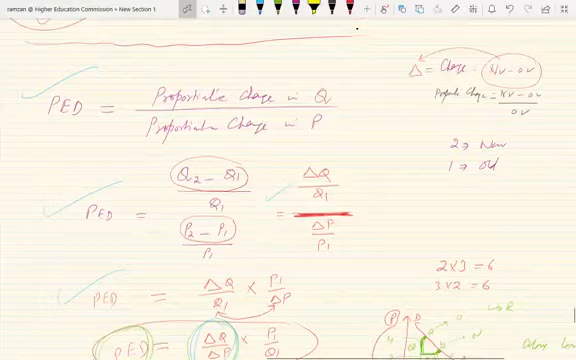 ramzan @ Higher Education Commission > New Section 1
Δ = Change = NV - OV
Change = NV - OV / OV
PED = Proportionate Change in Q / Proportionate Change in P
2 ⇒ New
1 ⇒ Old
PED = Q2 - Q1 / Q1 / P2 - P1 / P1 = ΔQ / Q1 / ΔP / P1
2 x 3 = 6
3 x 2 = 6
PED = ΔQ / Q1 × P1 / ΔP
PED = ΔQ / ΔP × P1 / Q1
P D